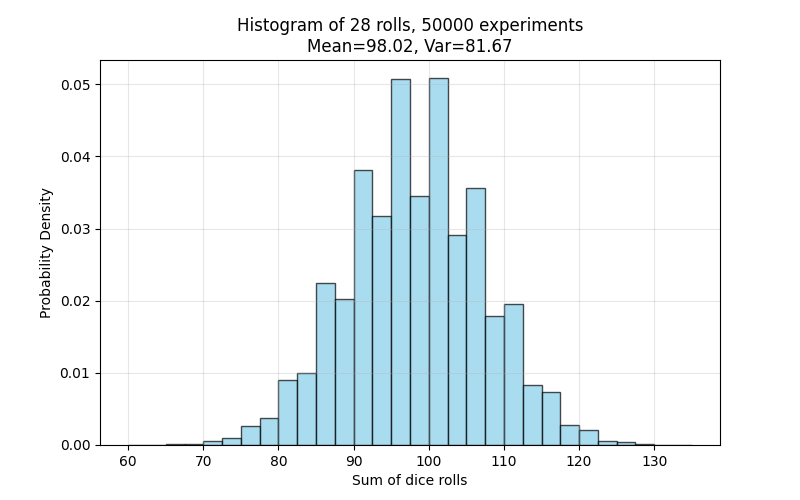 Histogram of 28 rolls, 50000 experiments
Mean=98.02, Var=81.67
Probability Density
0.05
0.04
0.03
0.02
0.01
0.00
60 70 80 90 100 110 120 130
Sum of dice rolls